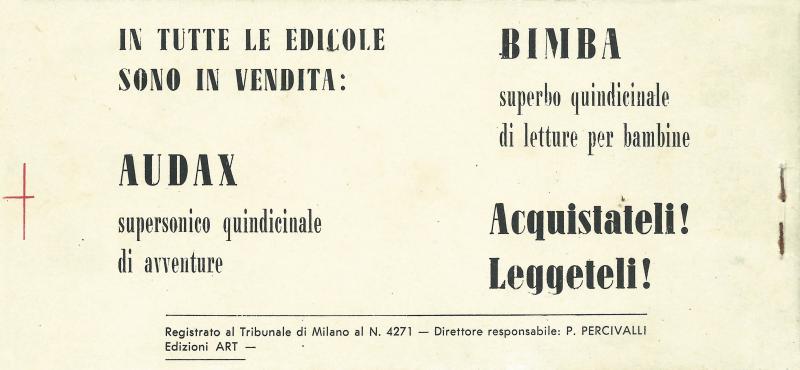 IN TUTTE LE EDICOLE
SONO IN VENDITA:
AUDAX
supersonico quindicinale
di avventure
BIMBA
superbo quindicinale
di letture per bambine
Acquistateli!
Leggeteli!
Registrato al Tribunale di Milano al N. 4271 — Direttore responsabile: P. PERCIVALLI
Edizioni ART —